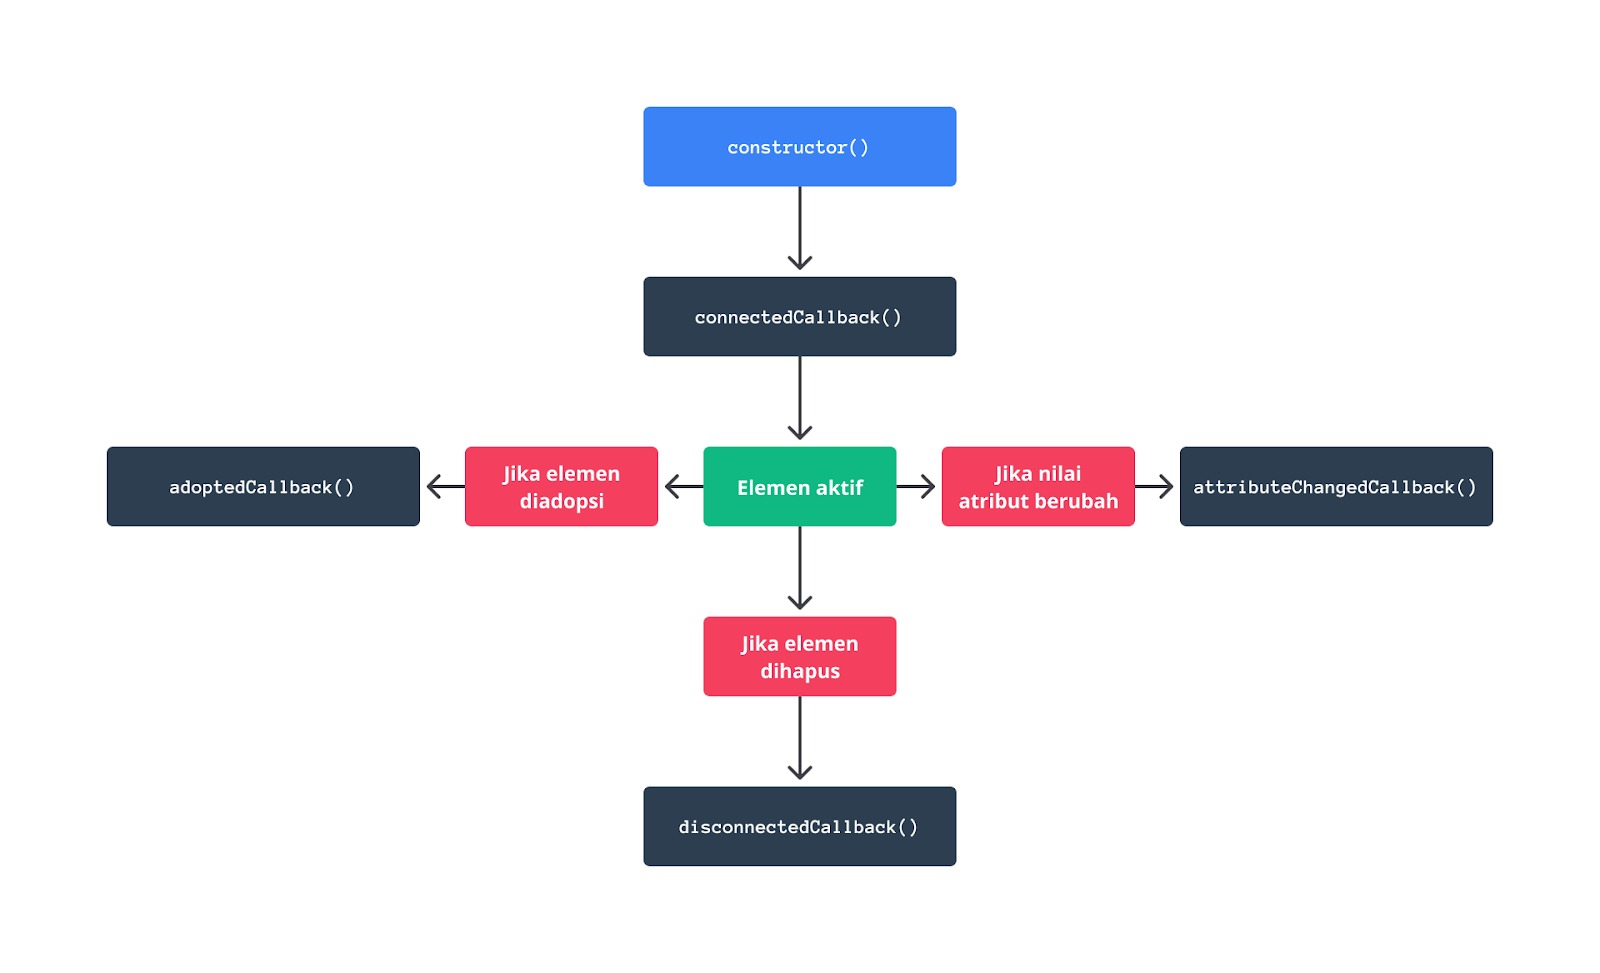 constructor()
connectedCallback()
adoptedCallback()
Jika elemen
diadopsi
Elemen aktif
Jika nilai
atribut berubah
attributeChangedCallback()
Jika elemen
dihapus
disconnectedCallback()